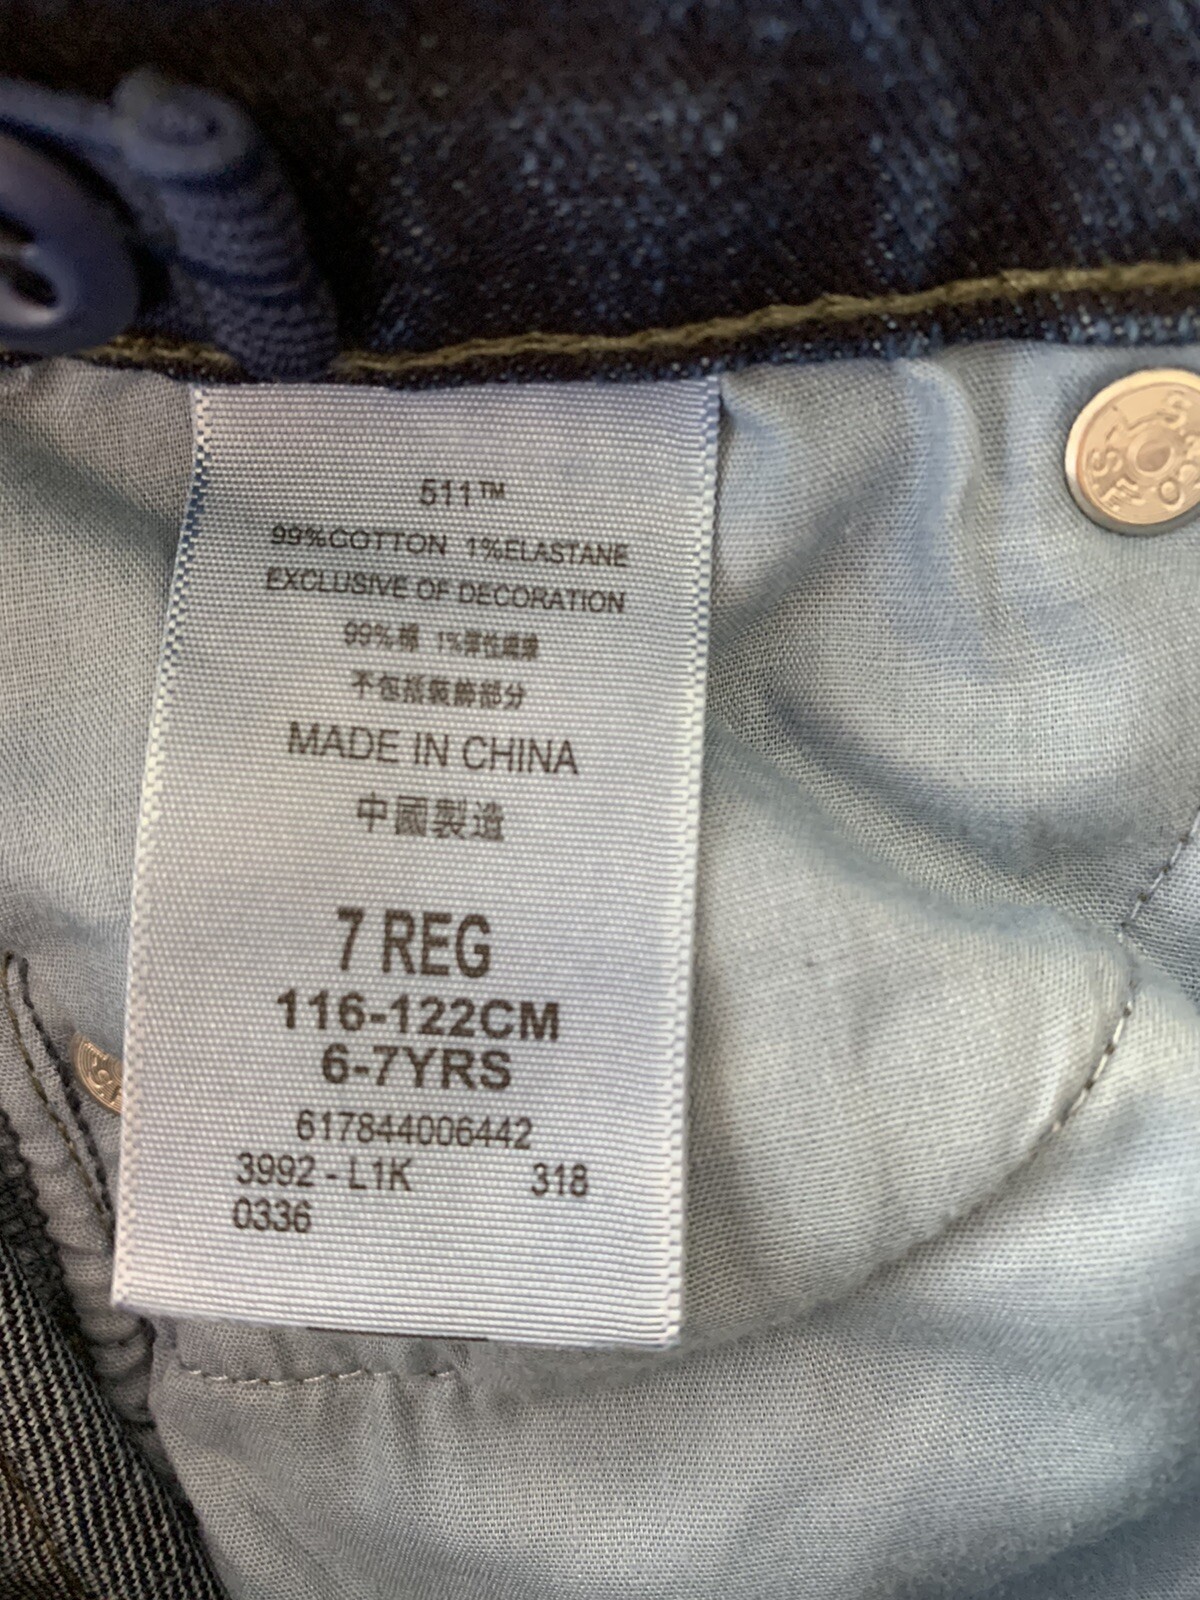 511™
99%COTTON 1%ELASTANE
EXCLUSIVE OF DECORATION
99%棉 1%彈性纖維
不包括裝飾部分
MADE IN CHINA
中國製造
7 REG
116-122CM
6-7YRS
617844006442
3992 - L1K 318
0336